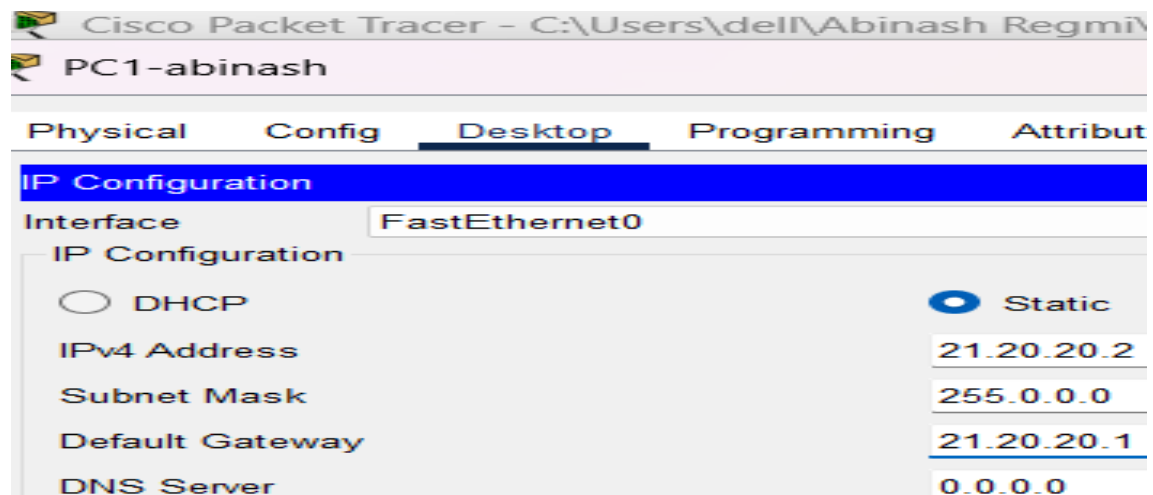 Cisco Packet Tracer - C:\Users\dell\Abinash Regmi\
PC1-abinash
Physical Config Desktop Programming Attribut
IP Configuration
Interface FastEthernet0
IP Configuration
DHCP Static
IPv4 Address 21.20.20.2
Subnet Mask 255.0.0.0
Default Gateway 21.20.20.1
DNS Server 0.0.0.0